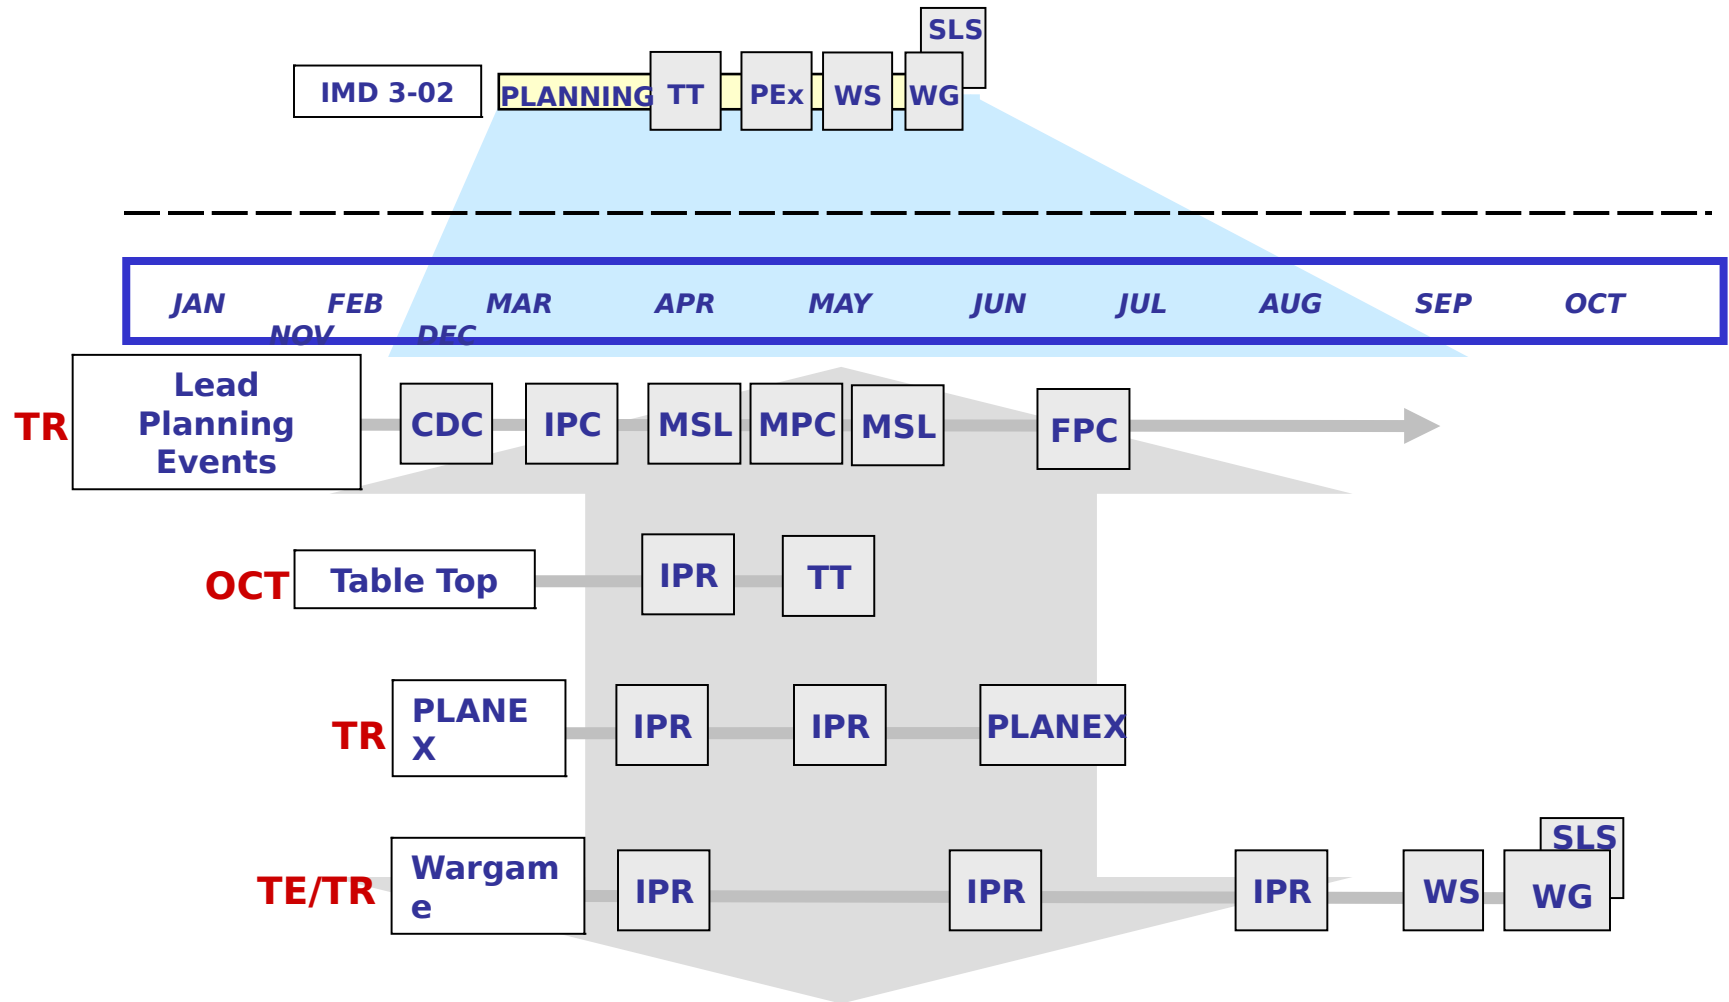 SLS
IMD 3-02 PLANNING TT PEx WS WG
JAN FEB MAR APR MAY JUN JUL AUG SEP OCT
NOV DEC
TR
Lead
Planning
Events
CDC IPC MSL MPC MSL FPC
OCT Table Top IPR TT
TR
PLANE
X
IPR IPR PLANEX
SLS
TE/TR
Wargam
e
IPR IPR IPR WS WG